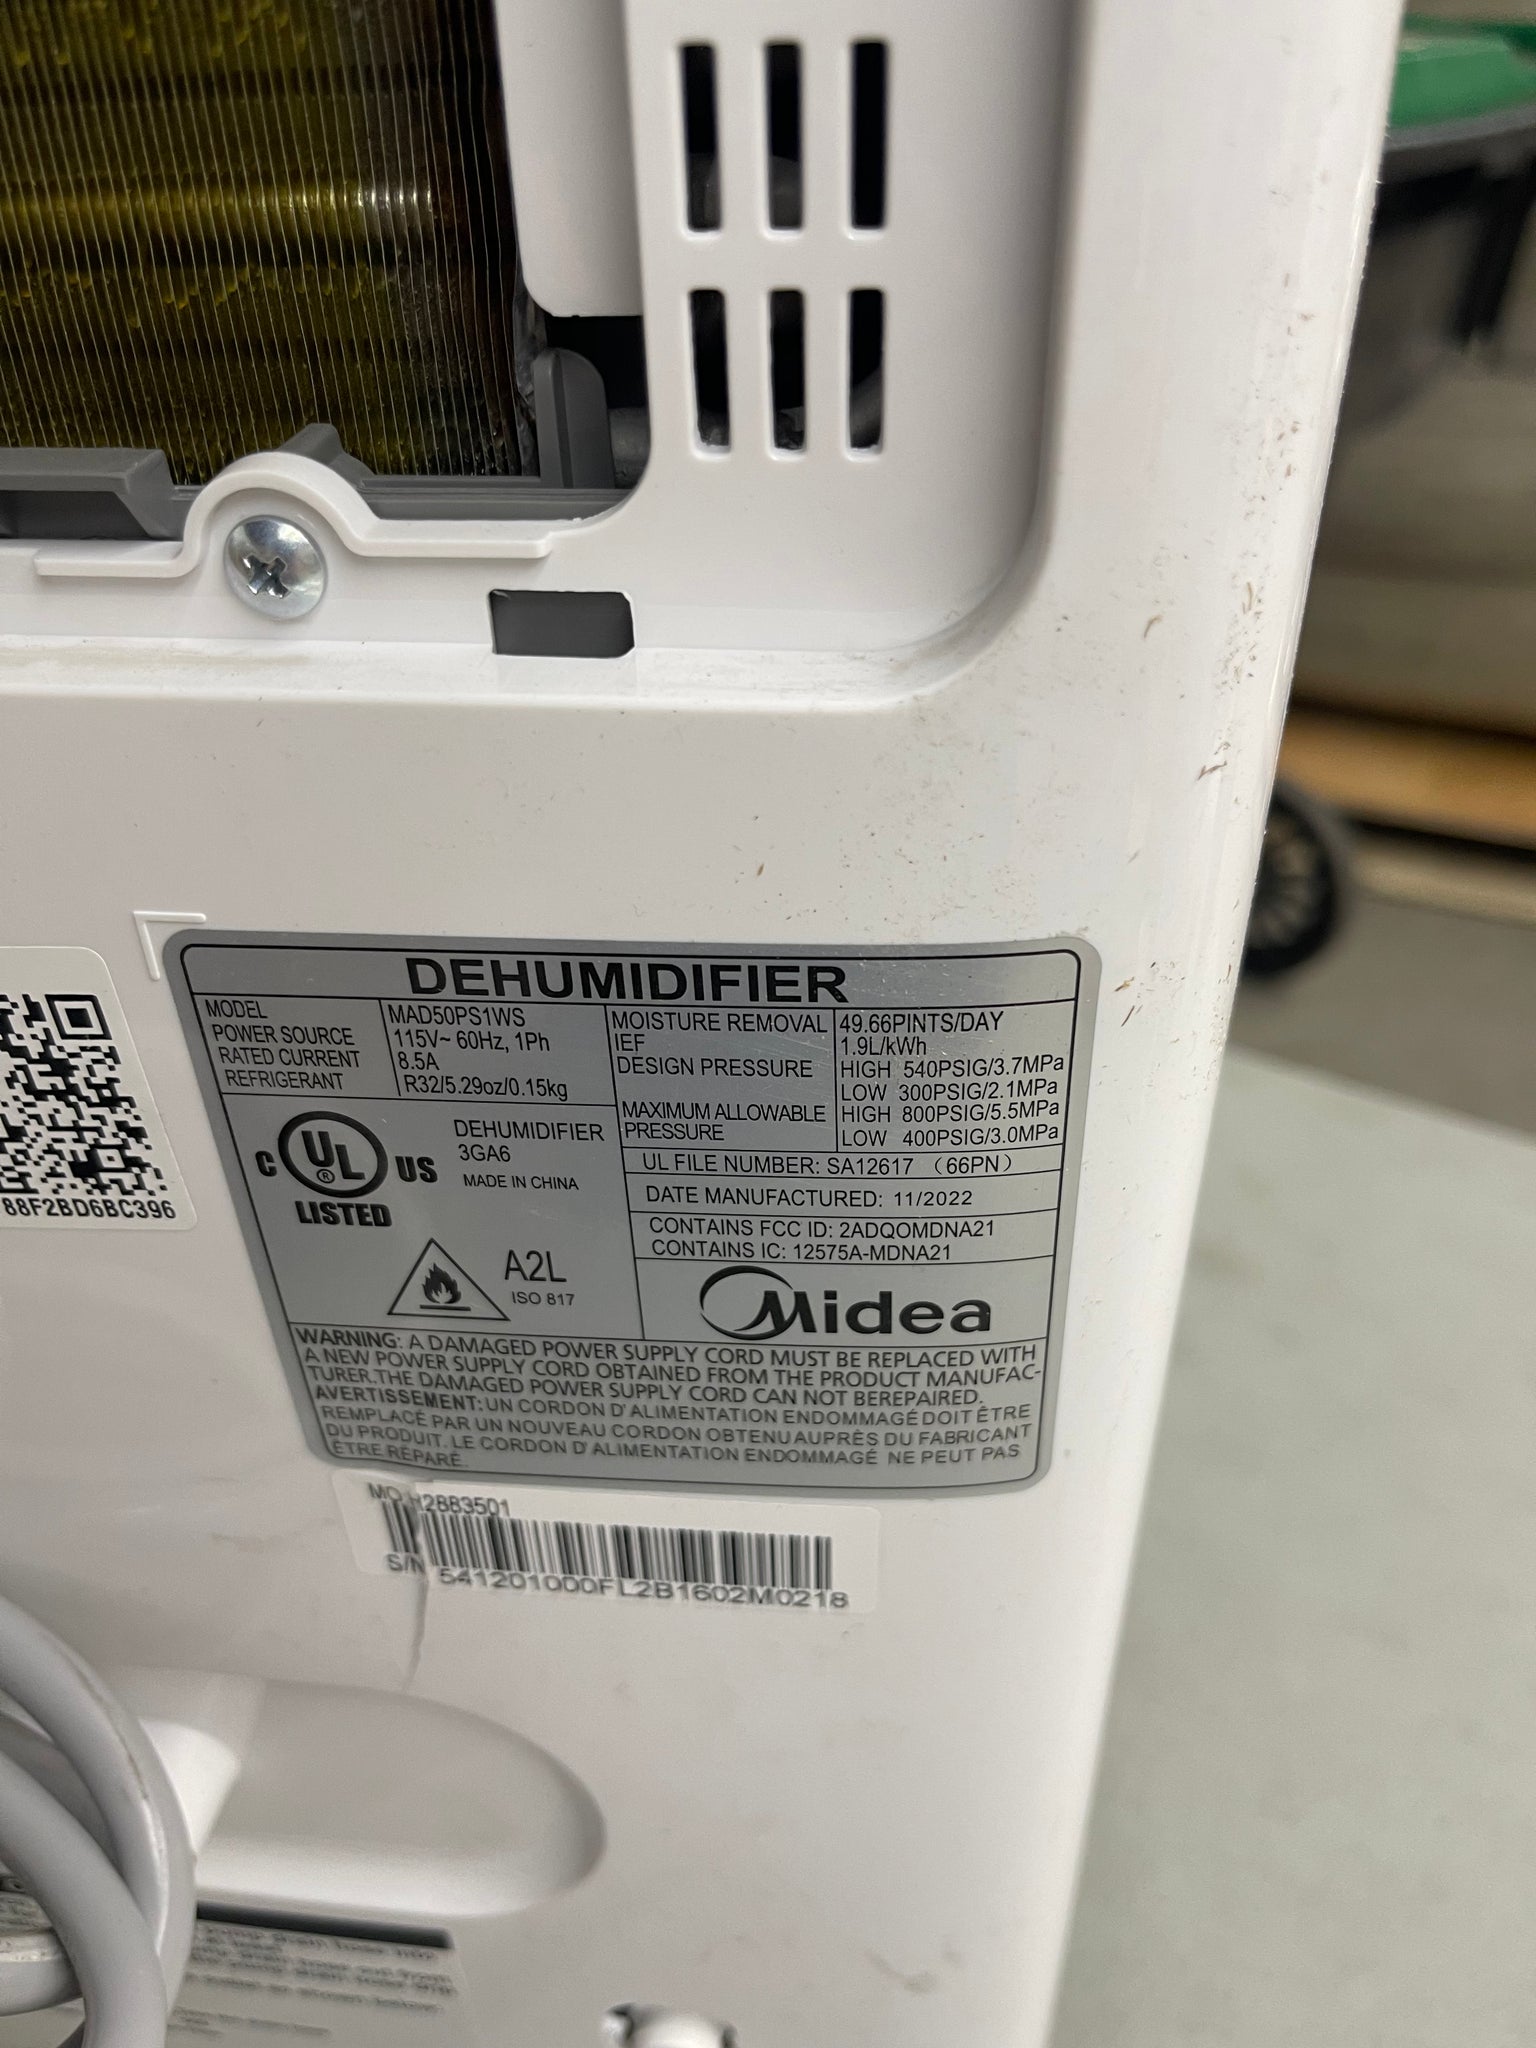 DEHUMIDIFIER
MODEL MAD50PS1WS
POWER SOURCE 115V~ 60Hz, 1Ph
RATED CURRENT 8.5A
REFRIGERANT R32/5.29oz/0.15kg
MOISTURE REMOVAL 49.66PINTS/DAY
IEF 1.9L/kWh
DESIGN PRESSURE HIGH 540PSIG/3.7MPa
LOW 300PSIG/2.1MPa
MAXIMUM ALLOWABLE HIGH 800PSIG/5.5MPa
PRESSURE LOW 400PSIG/3.0MPa
C UL ® US
LISTED
DEHUMIDIFIER
3GA6
MADE IN CHINA
A2L
ISO 817
UL FILE NUMBER: SA12617 (66PN)
DATE MANUFACTURED: 11/2022
CONTAINS FCC ID: 2ADQOMDNA21
CONTAINS IC: 12575A-MDNA21
Midea
WARNING: A DAMAGED POWER SUPPLY CORD MUST BE REPLACED WITH
A NEW POWER SUPPLY CORD OBTAINED FROM THE PRODUCT MANUFAC-
TURER.THE DAMAGED POWER SUPPLY CORD CAN NOT BEREPAIRED.
AVERTISSEMENT: UN CORDON D'ALIMENTATION ENDOMMAGÉ DOIT ÊTRE
REMPLACÉ PAR UN NOUVEAU CORDON OBTENU AUPRÈS DU FABRICANT
DU PRODUIT. LE CORDON D'ALIMENTATION ENDOMMAGÉ NE PEUT PAS
ÊTRE RÉPARÉ.
88F2BD6BC396
MO H2883501
S/N 541201000FL2B1602M0218